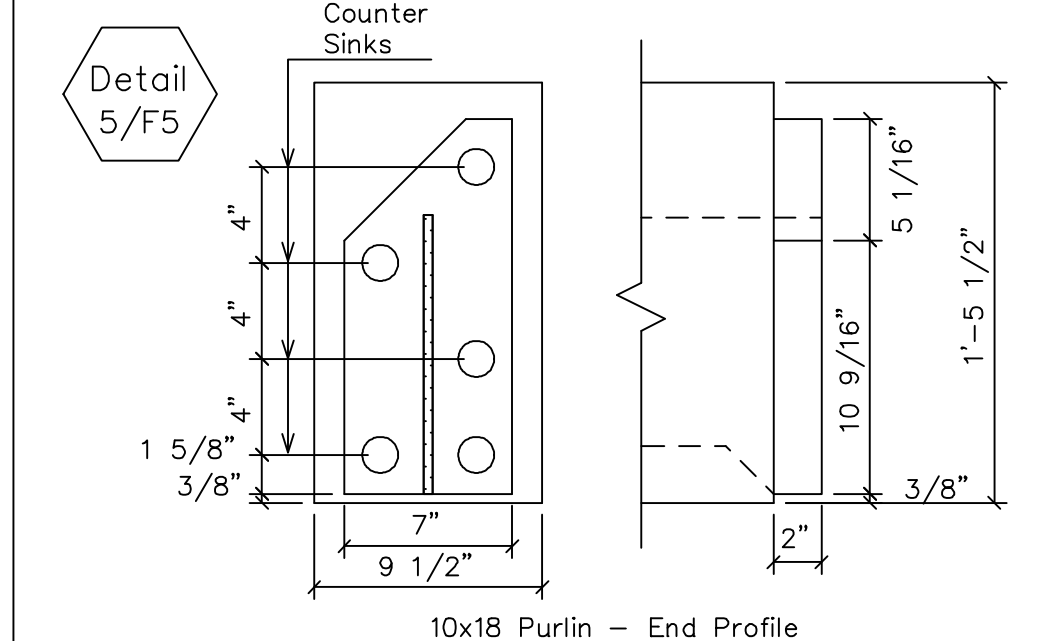 Counter
Sinks
Detail
5/F5
4”
4”
4”
1 5/8”
3/8”
7”
9 1/2”
5 1/16”
10 9/16”
1’–5 1/2”
3/8”
2”
10x18 Purlin – End Profile